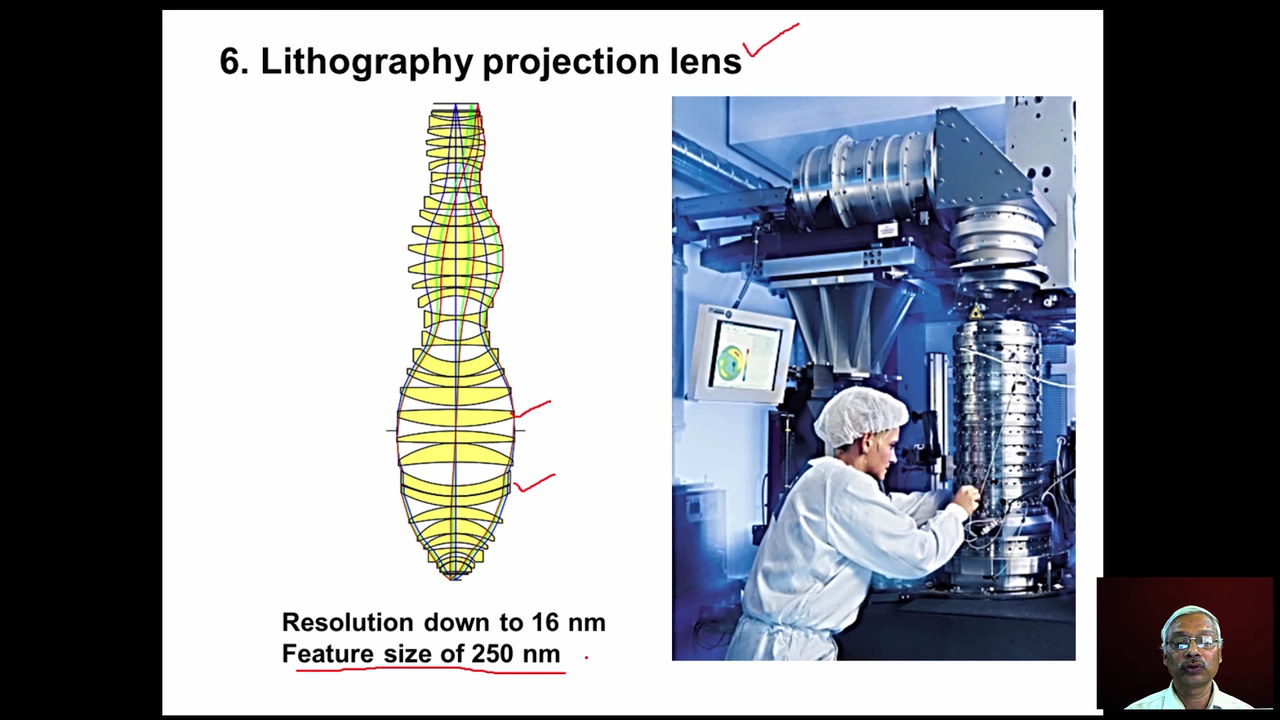 6. Lithography projection lens
Resolution down to 16 nm
Feature size of 250 nm